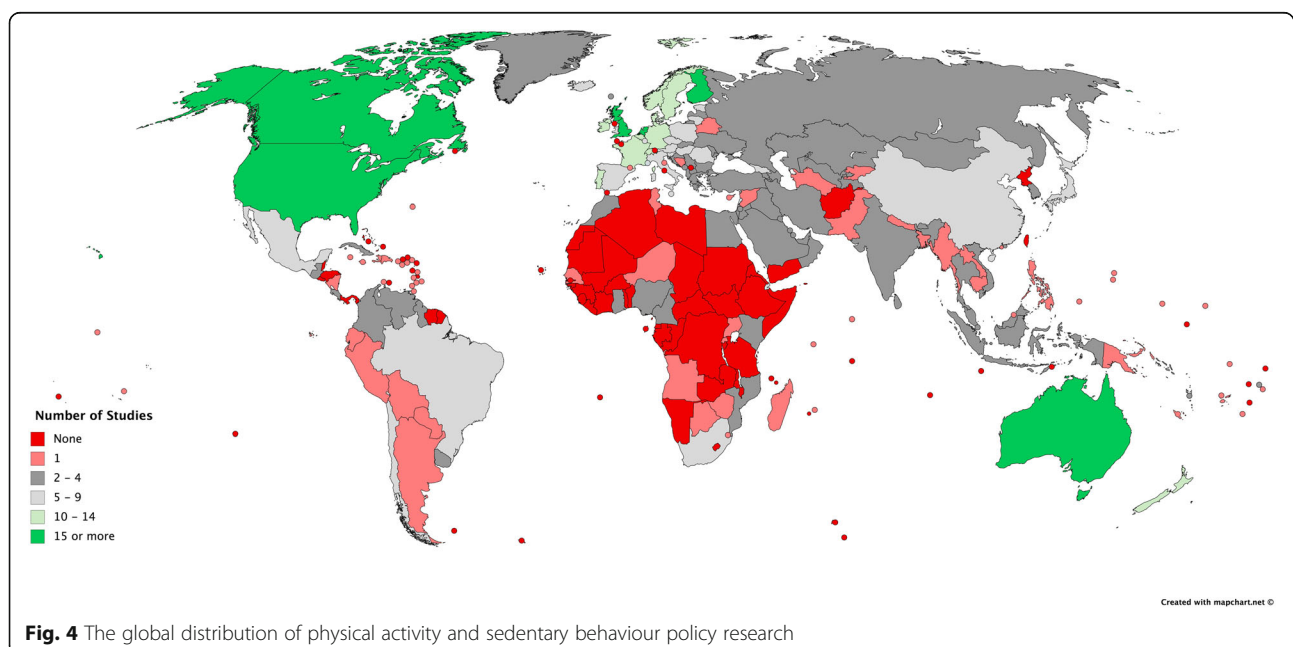 Number of Studies
None
1
2 – 4
5 – 9
10 – 14
15 or more
Created with mapchart.net ©
Fig. 4 The global distribution of physical activity and sedentary behaviour policy research